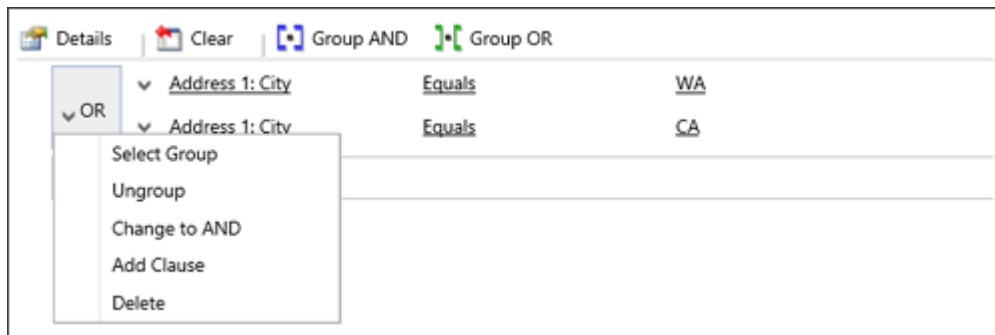 Details Clear Group AND Group OR
Address 1: City Equals WA
OR
Address 1: City Equals CA
Select Group
Ungroup
Change to AND
Add Clause
Delete